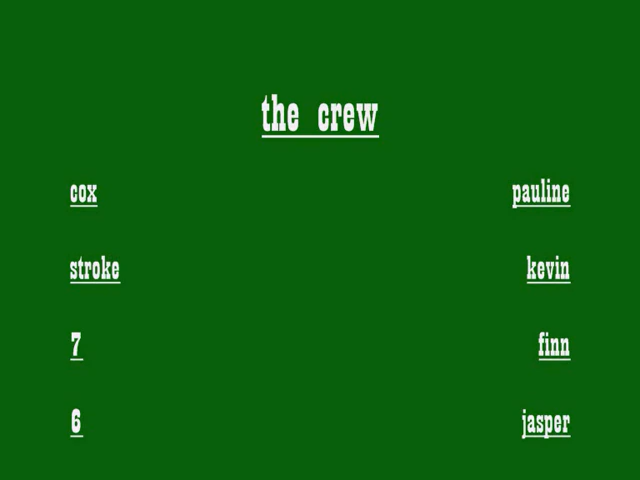 the crew
cox pauline
stroke kevin
7 finn
6 jasper